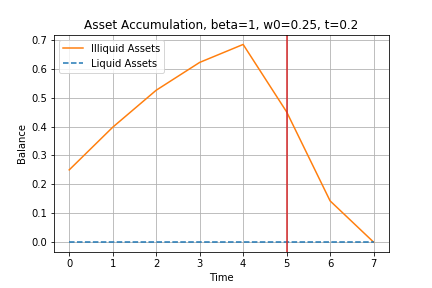 Asset Accumulation, beta=1, w0=0.25, t=0.2
Illiquid Assets
Liquid Assets
0.7
0.6
0.5
0.4
0.3
0.2
0.1
0.0
Balance
0 1 2 3 4 5 6 7
Time